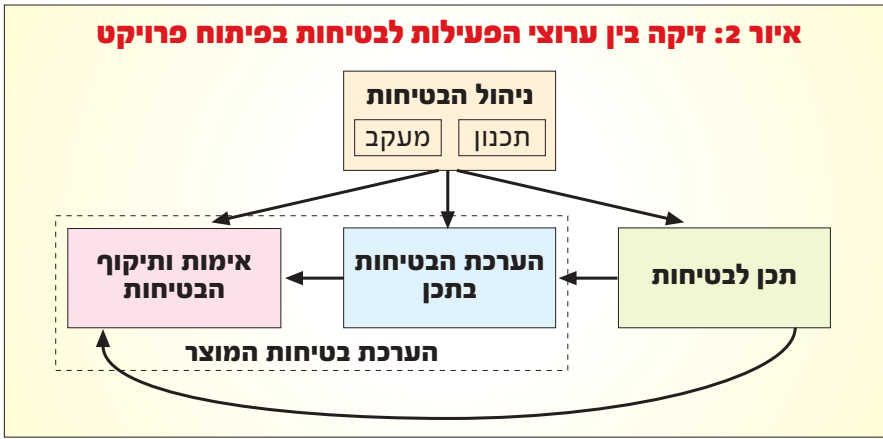 איור 2: זיקה בין ערוצי הפעילות לבטיחות בפיתוח פרויקט
ניהול הבטיחות
תכנון
מעקב
תכן לבטיחות
הערכת הבטיחות
בתכן
אימות ותיקוף
הבטיחות
הערכת בטיחות המוצר